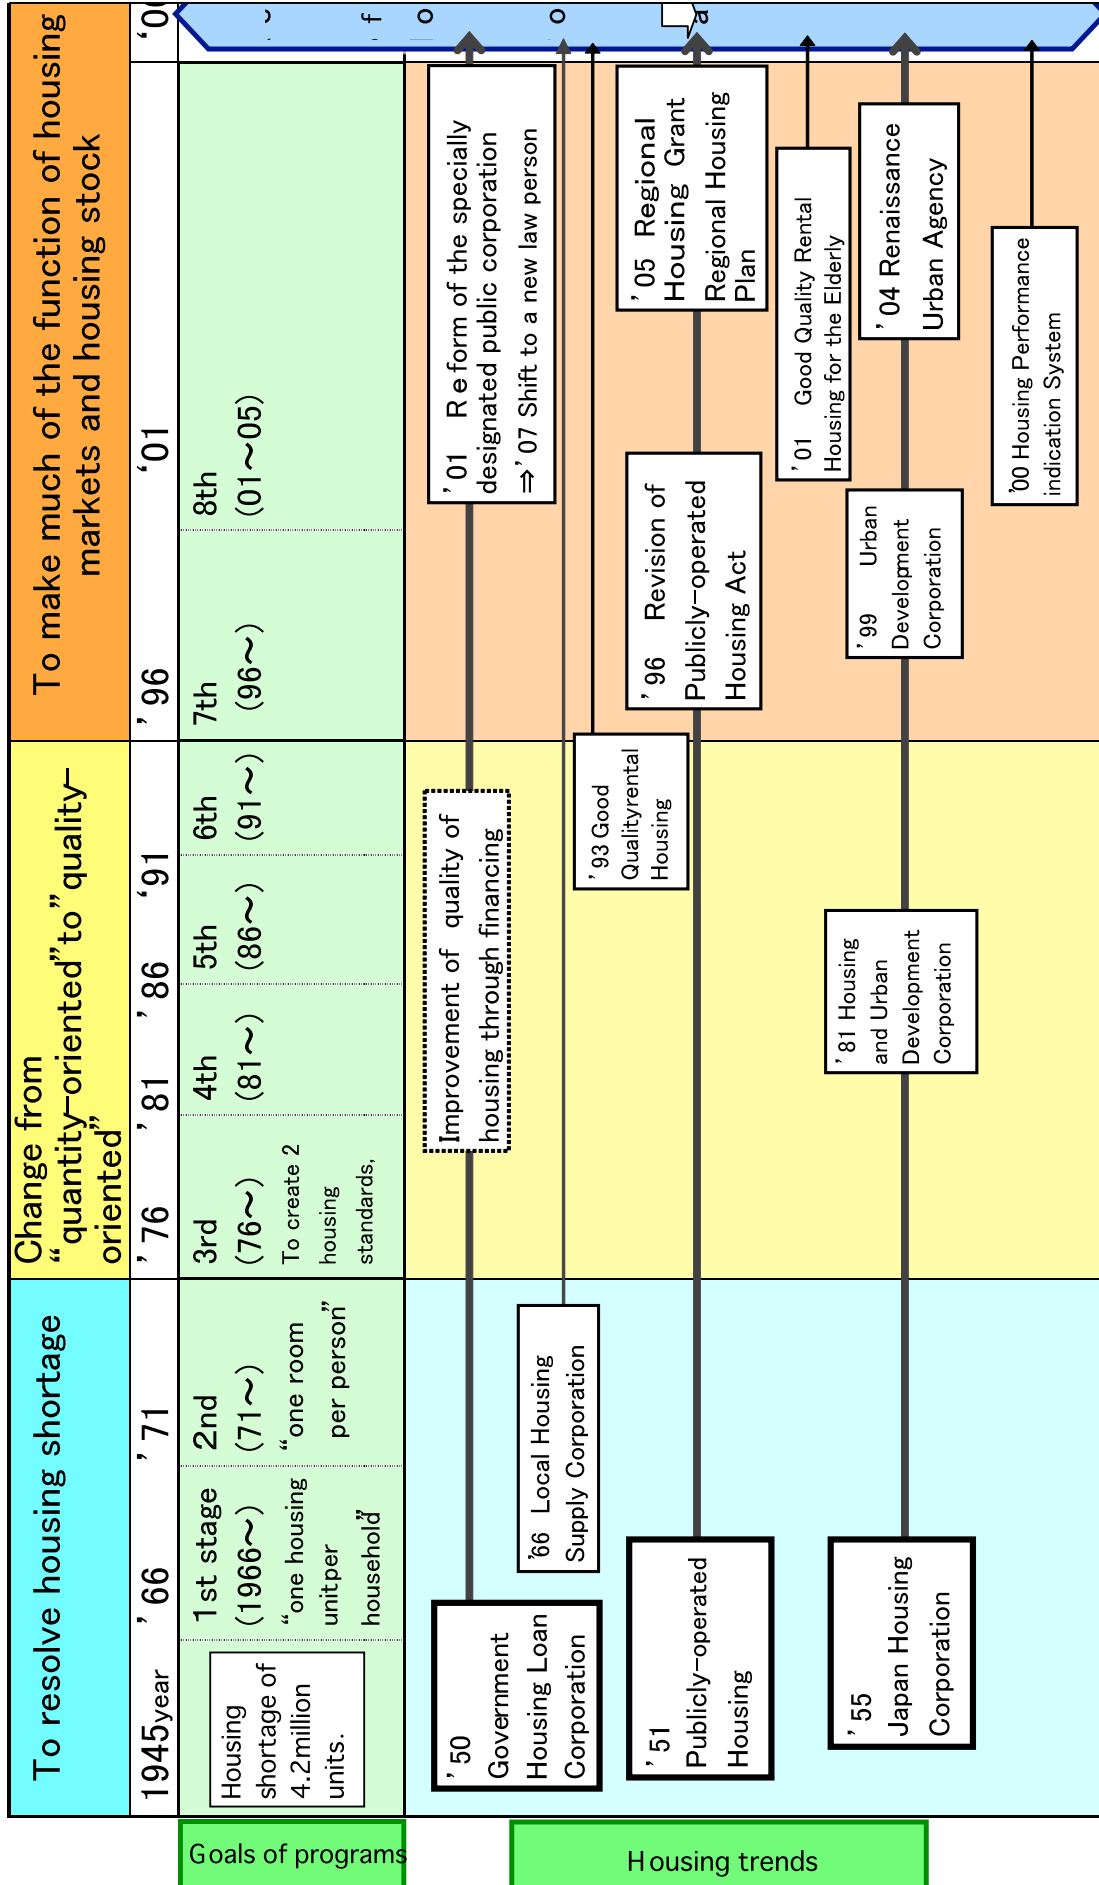 To resolve housing shortage
Change from
“quantity-oriented”to”quality-
oriented”
To make much of the function of housing
markets and housing stock
1945year
’66
’71
’76
’81
’86
‘91
’96
‘01
Goals of programs
Housing
shortage of
4.2million
units.
1st stage
(1966～)
“one housing
unitper
household”
2nd
(71～)
“one room
per person”
3rd
(76～)
To create 2
housing
standards,
4th
(81～)
5th
(86～)
6th
(91～)
7th
(96～)
8th
(01～05)
Housing trends
’50
Government
Housing Loan
Corporation
Improvement of quality of
housing through financing
’01 Reform of the specially
designated public corporation
⇒’07 Shift to a new law person
’66 Local Housing
Supply Corporation
’93 Good
Qualityrental
Housing
’51
Publicly-operated
Housing
’96 Revision of
Publicly-operated
Housing Act
’05 Regional
Housing Grant
Regional Housing
Plan
’01 Good Quality Rental
Housing for the Elderly
’55
Japan Housing
Corporation
’81 Housing
and Urban
Development
Corporation
’99 Urban
Development
Corporation
’04 Renaissance
Urban Agency
’00 Housing Performance
indication System